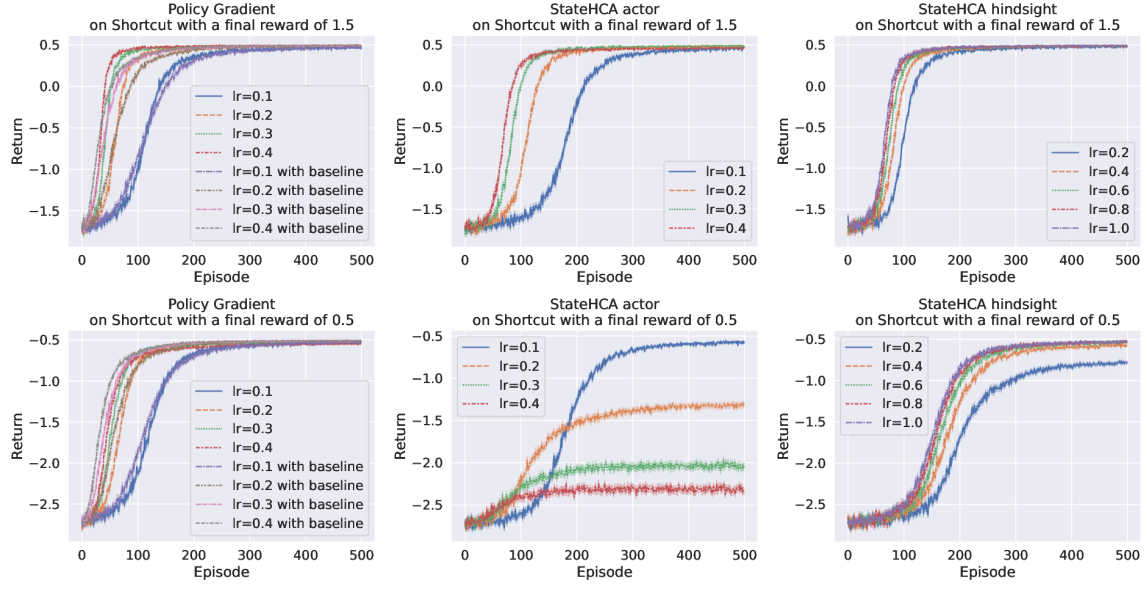 Policy Gradient
on Shortcut with a final reward of 1.5
0.5
0.0
−0.5
−1.0
−1.5
Return
lr=0.1
lr=0.2
lr=0.3
lr=0.4
lr=0.1 with baseline
lr=0.2 with baseline
lr=0.3 with baseline
lr=0.4 with baseline
0 100 200 300 400 500
Episode
StateHCA actor
on Shortcut with a final reward of 1.5
0.5
0.0
−0.5
−1.0
−1.5
Return
lr=0.1
lr=0.2
lr=0.3
lr=0.4
0 100 200 300 400 500
Episode
StateHCA hindsight
on Shortcut with a final reward of 1.5
0.5
0.0
−0.5
−1.0
−1.5
Return
lr=0.2
lr=0.4
lr=0.6
lr=0.8
lr=1.0
0 100 200 300 400 500
Episode
Policy Gradient
on Shortcut with a final reward of 0.5
−0.5
−1.0
−1.5
−2.0
−2.5
Return
lr=0.1
lr=0.2
lr=0.3
lr=0.4
lr=0.1 with baseline
lr=0.2 with baseline
lr=0.3 with baseline
lr=0.4 with baseline
0 100 200 300 400 500
Episode
StateHCA actor
on Shortcut with a final reward of 0.5
−0.5
−1.0
−1.5
−2.0
−2.5
Return
lr=0.1
lr=0.2
lr=0.3
lr=0.4
0 100 200 300 400 500
Episode
StateHCA hindsight
on Shortcut with a final reward of 0.5
−0.5
−1.0
−1.5
−2.0
−2.5
Return
lr=0.2
lr=0.4
lr=0.6
lr=0.8
lr=1.0
0 100 200 300 400 500
Episode